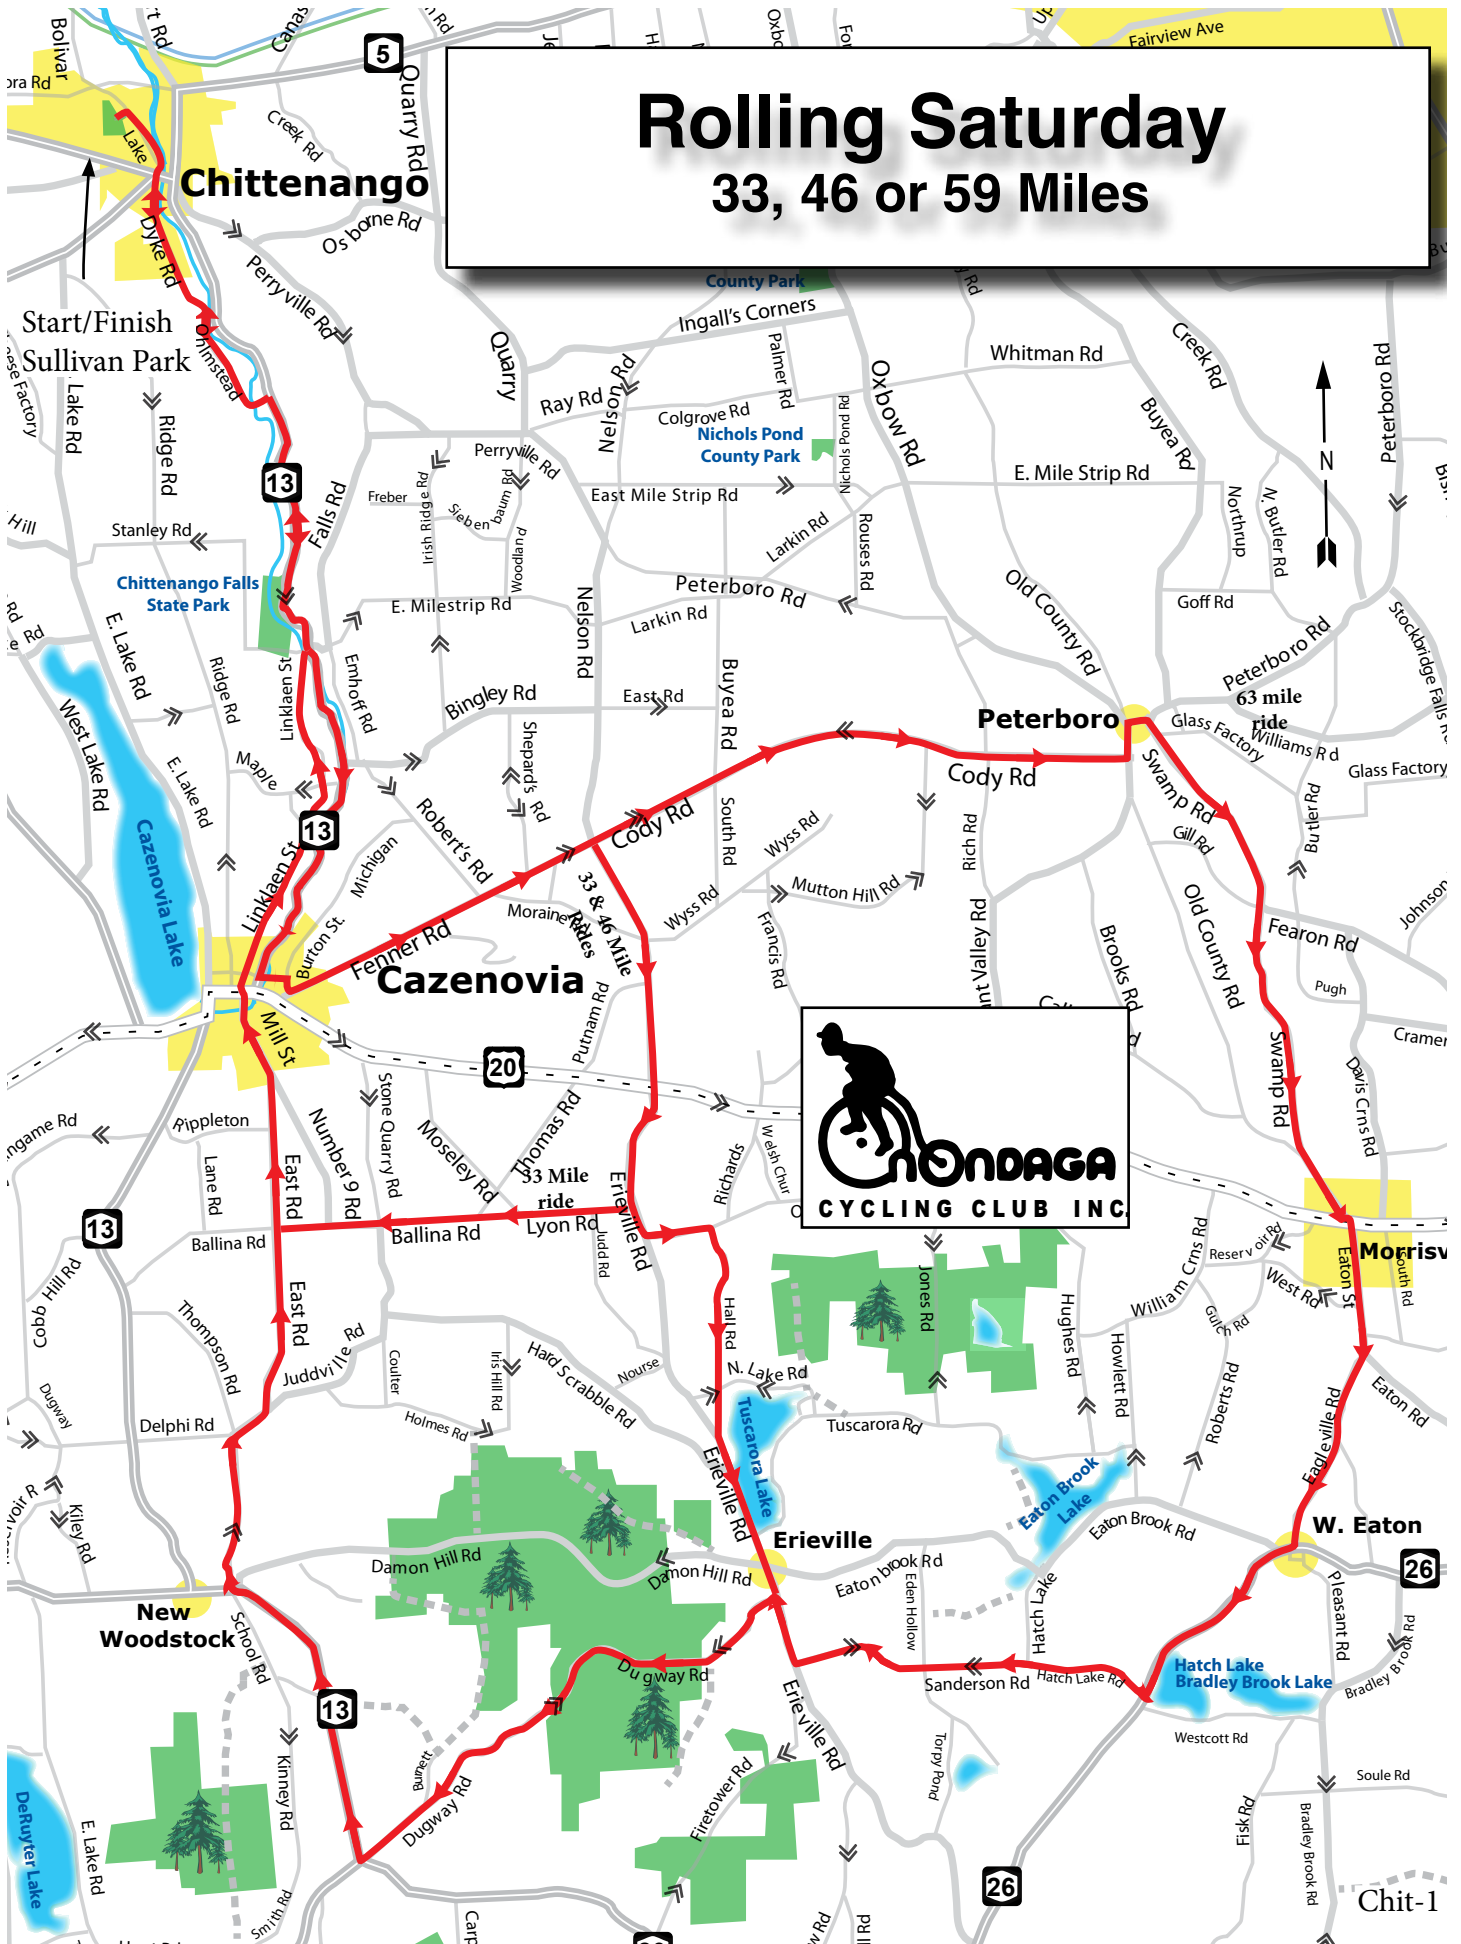 Rolling Saturday
33, 46 or 59 Miles
Bolivar
Fairview Ave
5
Quarry Rd
Creek Rd
Lake
Chittenango
Dyke Rd
Osborne Rd
Perryville Rd
Start/Finish
Sullivan Park
Ohlmstead
County Park
Ingall's Corners
Quarry
Nelson Rd
Palmer Rd
Whitman Rd
Creek Rd
Peterboro Rd
Lake Rd
Ridge Rd
Ray Rd
Colgrove Rd
Nichols Pond
County Park
Nichols Pond Rd
Oxbow Rd
Buyea Rd
N
13
Falls Rd
Perryville Rd
Freber
Irish Ridge Rd
Siebenbaum Rd
Woodland
East Mile Strip Rd
E. Mile Strip Rd
Larkin Rd
Rouses Rd
Northrup
N. Butler Rd
Hill
Stanley Rd
Chittenango Falls
State Park
E. Milestrip Rd
Nelson Rd
Peterboro Rd
Larkin Rd
Old County Rd
Goff Rd
Peterboro Rd
Stockbridge Falls Rd
E. Lake Rd
Ridge Rd
Linklaen St
Emhoff Rd
Bingley Rd
East Rd
Buyea Rd
Peterboro
63 mile
ride
Glass Factory
Williams Rd
Glass Factory
West Lake Rd
E. Lake Rd
Maple
Shepards Rd
Cody Rd
Swamp Rd
Butler Rd
13
Robert's Rd
Cody Rd
South Rd
Wyss Rd
Rich Rd
Gill Rd
Cazenovia Lake
Linklaen St
Michigan
33 & 46 Mile
Rides
Mutton Hill Rd
Burton St.
Fenner Rd
Moraine Rd
Wyss Rd
Francis Rd
Old County Rd
Fearon Rd
Johnson
Cazenovia
Brooks Rd
Pugh
Putnam Rd
Mill St
20
Swamp Rd
Cramer
Davis Crns Rd
Rippleton
Number 9 Rd
Stone Quarry Rd
Moseley Rd
Thomas Rd
Richards
Welsh Chur
ONONDAGA
CYCLING CLUB INC.
Lane Rd
East Rd
33 Mile
ride
Erieville Rd
13
Ballina Rd
Ballina Rd
Lyon Rd
Judd Rd
William Crns Rd
Reservoir Rd
Eaton St
Morrisv
South Rd
Cobb Hill Rd
Thompson Rd
East Rd
Juddville Rd
Hall Rd
Jones Rd
Hughes Rd
West Rd
Gulch Rd
Coulter
Iris Hill Rd
Hard Scrabble Rd
Nourse
N. Lake Rd
Howlett Rd
Roberts Rd
Eaton Rd
Dugway
Delphi Rd
Holmes Rd
Tuscarora Lake
Tuscarora Rd
Eagleville Rd
Kiley Rd
Erieville Rd
Eaton Brook
Lake
Eaton Brook Rd
W. Eaton
Erieville
Damon Hill Rd
Damon Hill Rd
Eatonbrook Rd
Eden Hollow
Hatch Lake
26
New
Woodstock
School Rd
Pleasant Rd
Bradley Brook Rd
Dugway Rd
Sanderson Rd
Hatch Lake Rd
Hatch Lake
Bradley Brook Lake
13
Erieville Rd
Westcott Rd
Kinney Rd
Burnett
Dugway Rd
Firetower Rd
Torpy Pond
Soule Rd
DeRuyter Lake
E. Lake Rd
Fisk Rd
Bradley Brook Rd
26
Smith Rd
Carp
Chit-1